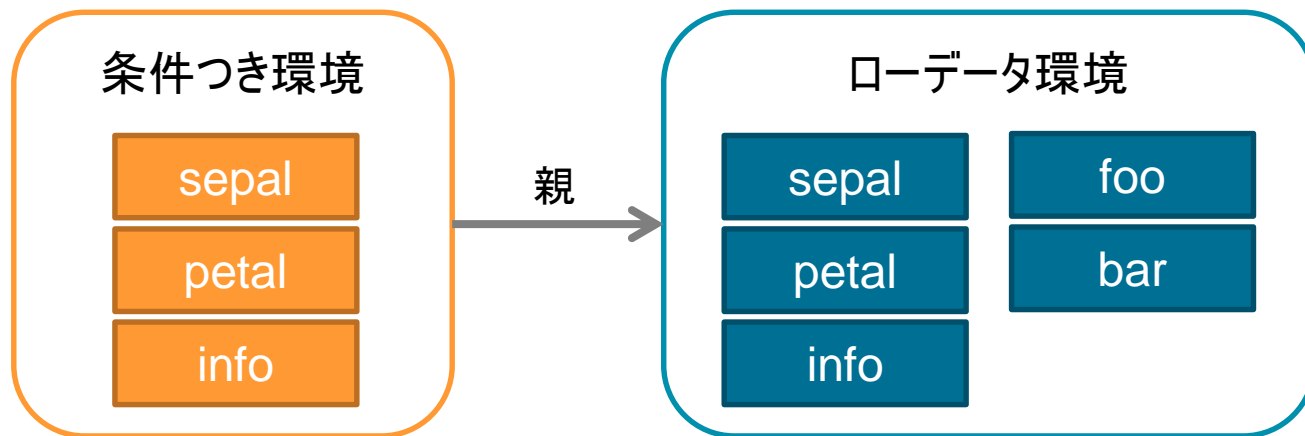 条件つき環境
sepal
petal
info
親
ローデータ環境
sepal
petal
info
foo
bar